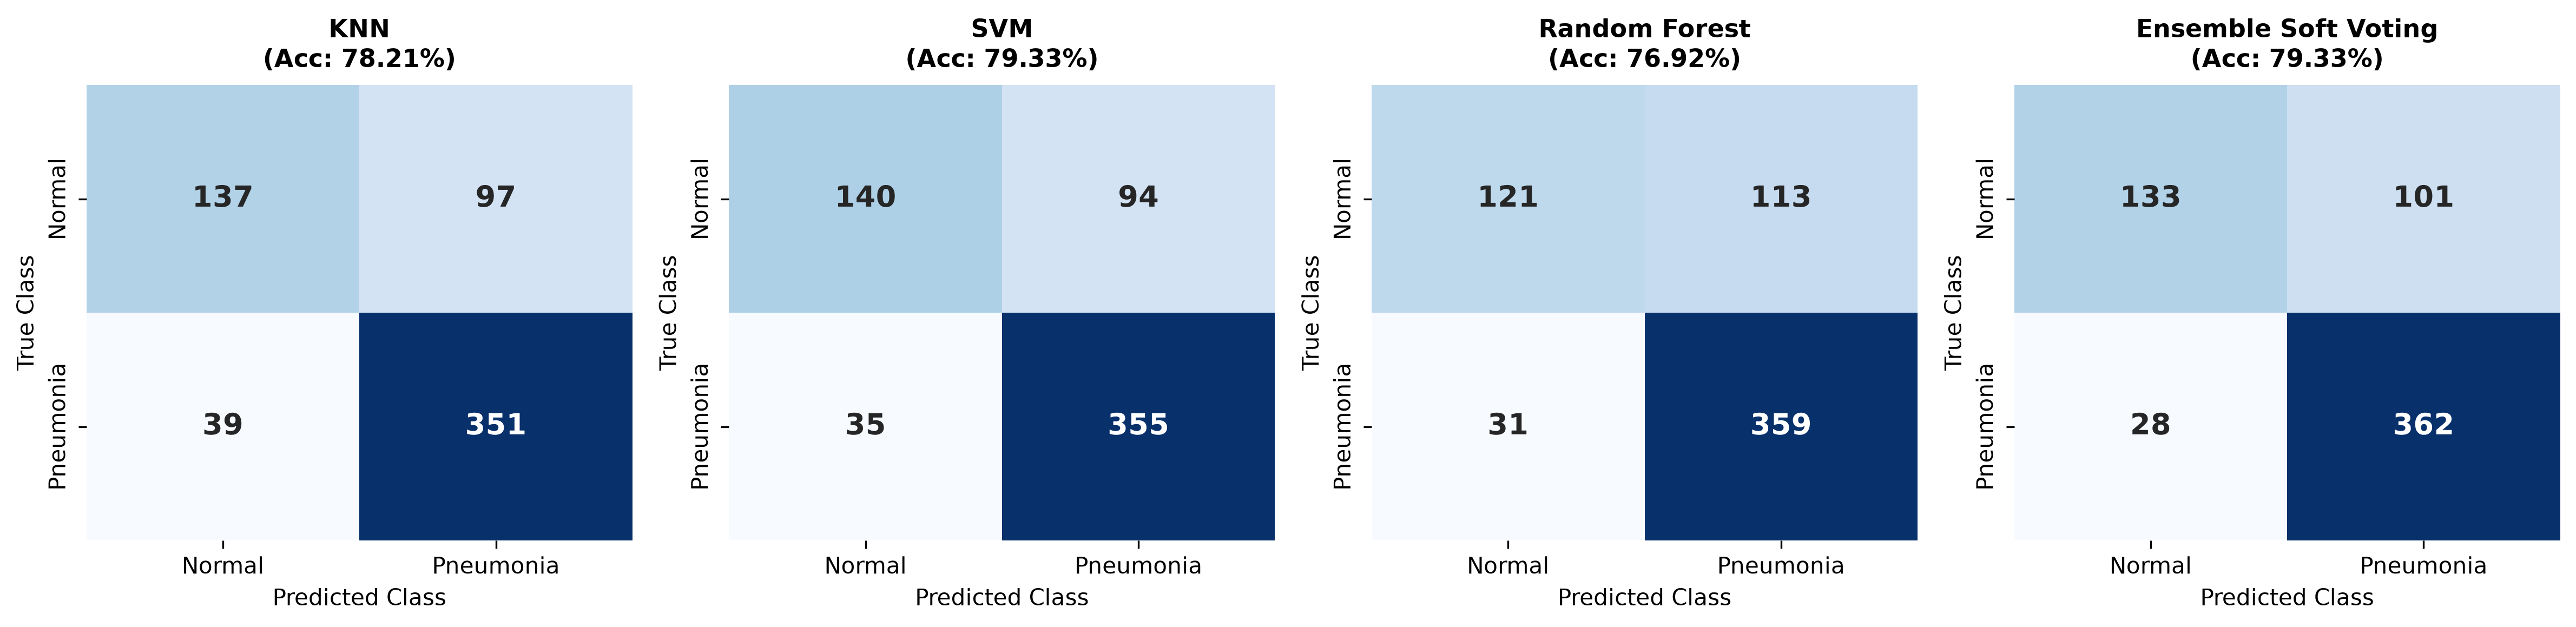 KNN
(Acc: 78.21%)
True Class
Normal
Pneumonia
137
97
39
351
Normal
Pneumonia
Predicted Class
SVM
(Acc: 79.33%)
True Class
Normal
Pneumonia
140
94
35
355
Normal
Pneumonia
Predicted Class
Random Forest
(Acc: 76.92%)
True Class
Normal
Pneumonia
121
113
31
359
Normal
Pneumonia
Predicted Class
Ensemble Soft Voting
(Acc: 79.33%)
True Class
Normal
Pneumonia
133
101
28
362
Normal
Pneumonia
Predicted Class